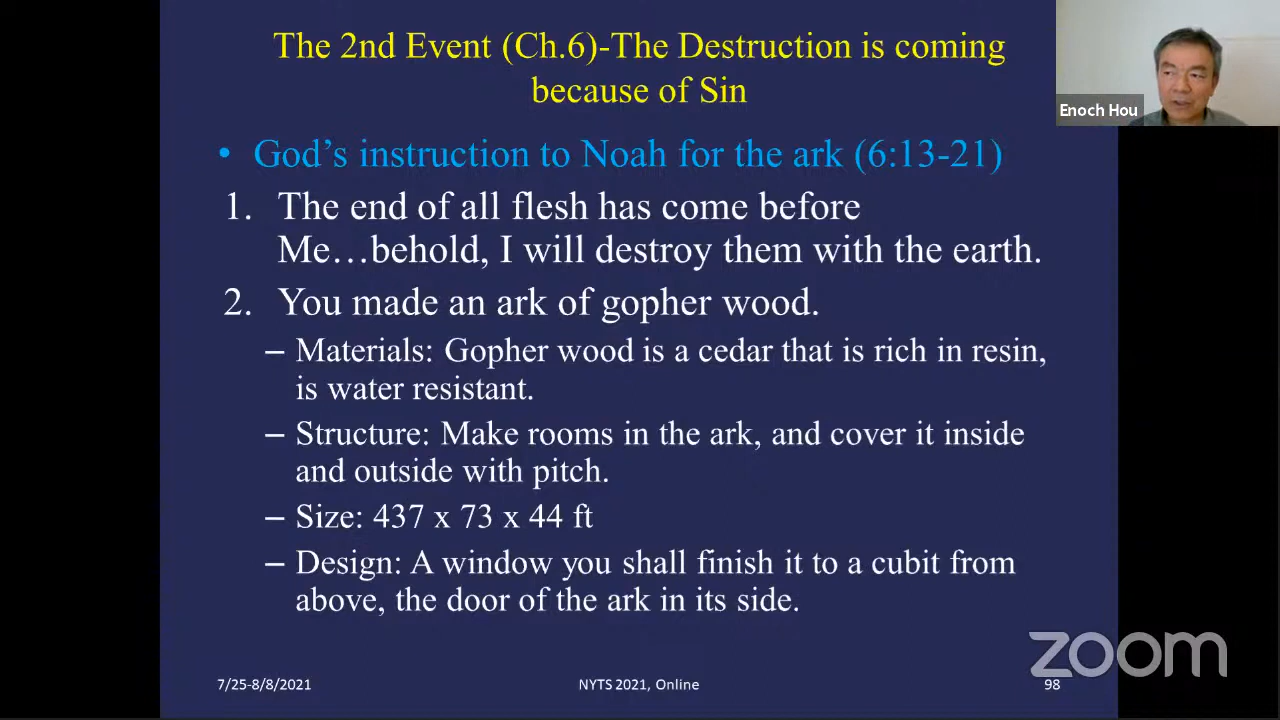 The 2nd Event (Ch.6)-The Destruction is coming
because of Sin
Enoch Hou
• God’s instruction to Noah for the ark (6:13-21)
1. The end of all flesh has come before
Me…behold, I will destroy them with the earth.
2. You made an ark of gopher wood.
– Materials: Gopher wood is a cedar that is rich in resin,
is water resistant.
– Structure: Make rooms in the ark, and cover it inside
and outside with pitch.
– Size: 437 x 73 x 44 ft
– Design: A window you shall finish it to a cubit from
above, the door of the ark in its side.
zoom
7/25-8/8/2021 NYTS 2021, Online 98